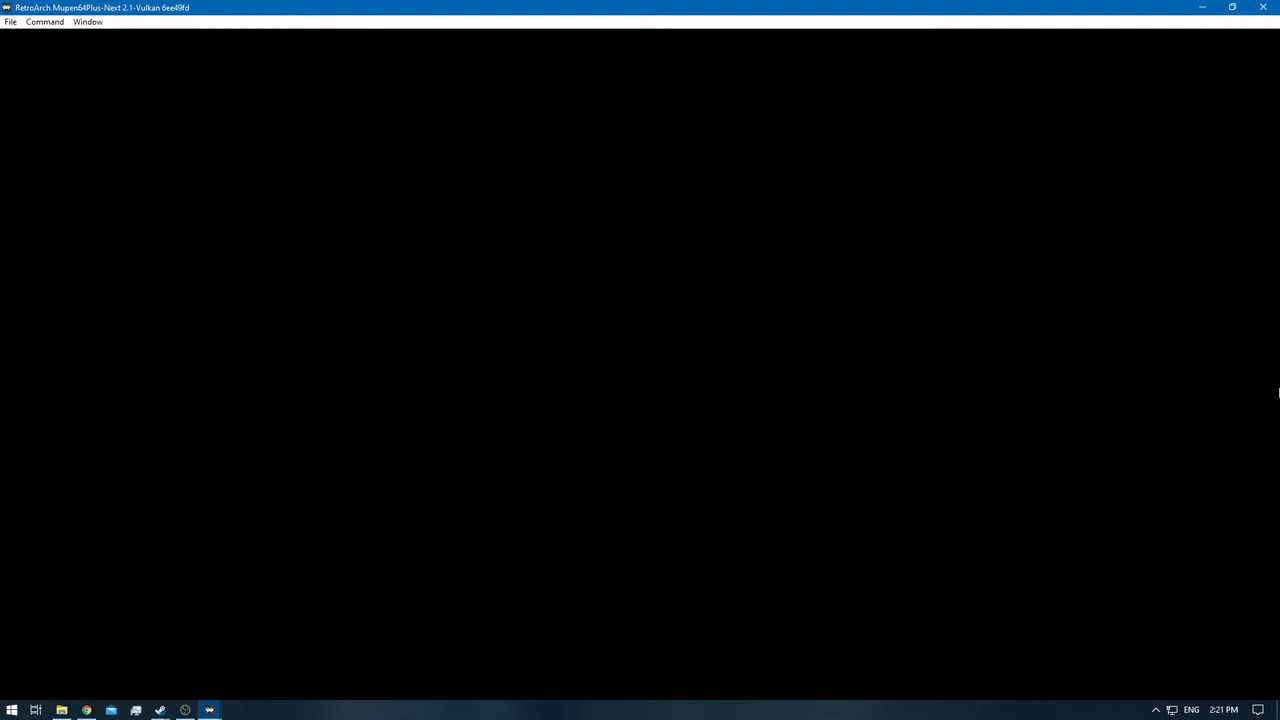 RetroArch Mupen64Plus-Next 2.1-Vulkan 6ee49fd
File Command Window
ENG 2:21 PM